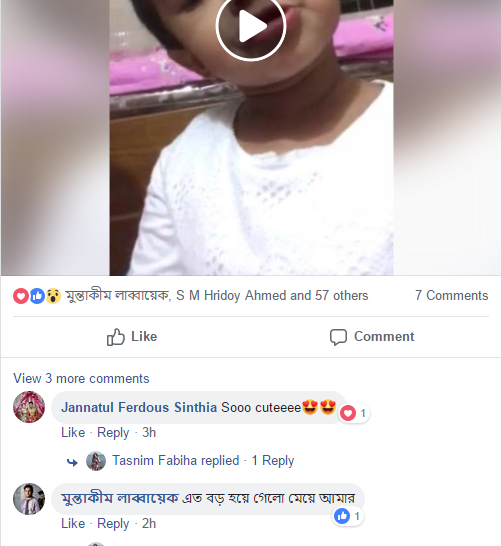 মুন্তাকীম লাব্বায়েক, S M Hridoy Ahmed and 57 others 7 Comments
Like Comment
View 3 more comments
Jannatul Ferdous Sinthia Sooo cuteeee😍😍 1
Like · Reply · 3h
Tasnim Fabiha replied · 1 Reply
মুন্তাকীম লাব্বায়েক এত বড় হয়ে গেলো মেয়ে আমার
1
Like · Reply · 2h